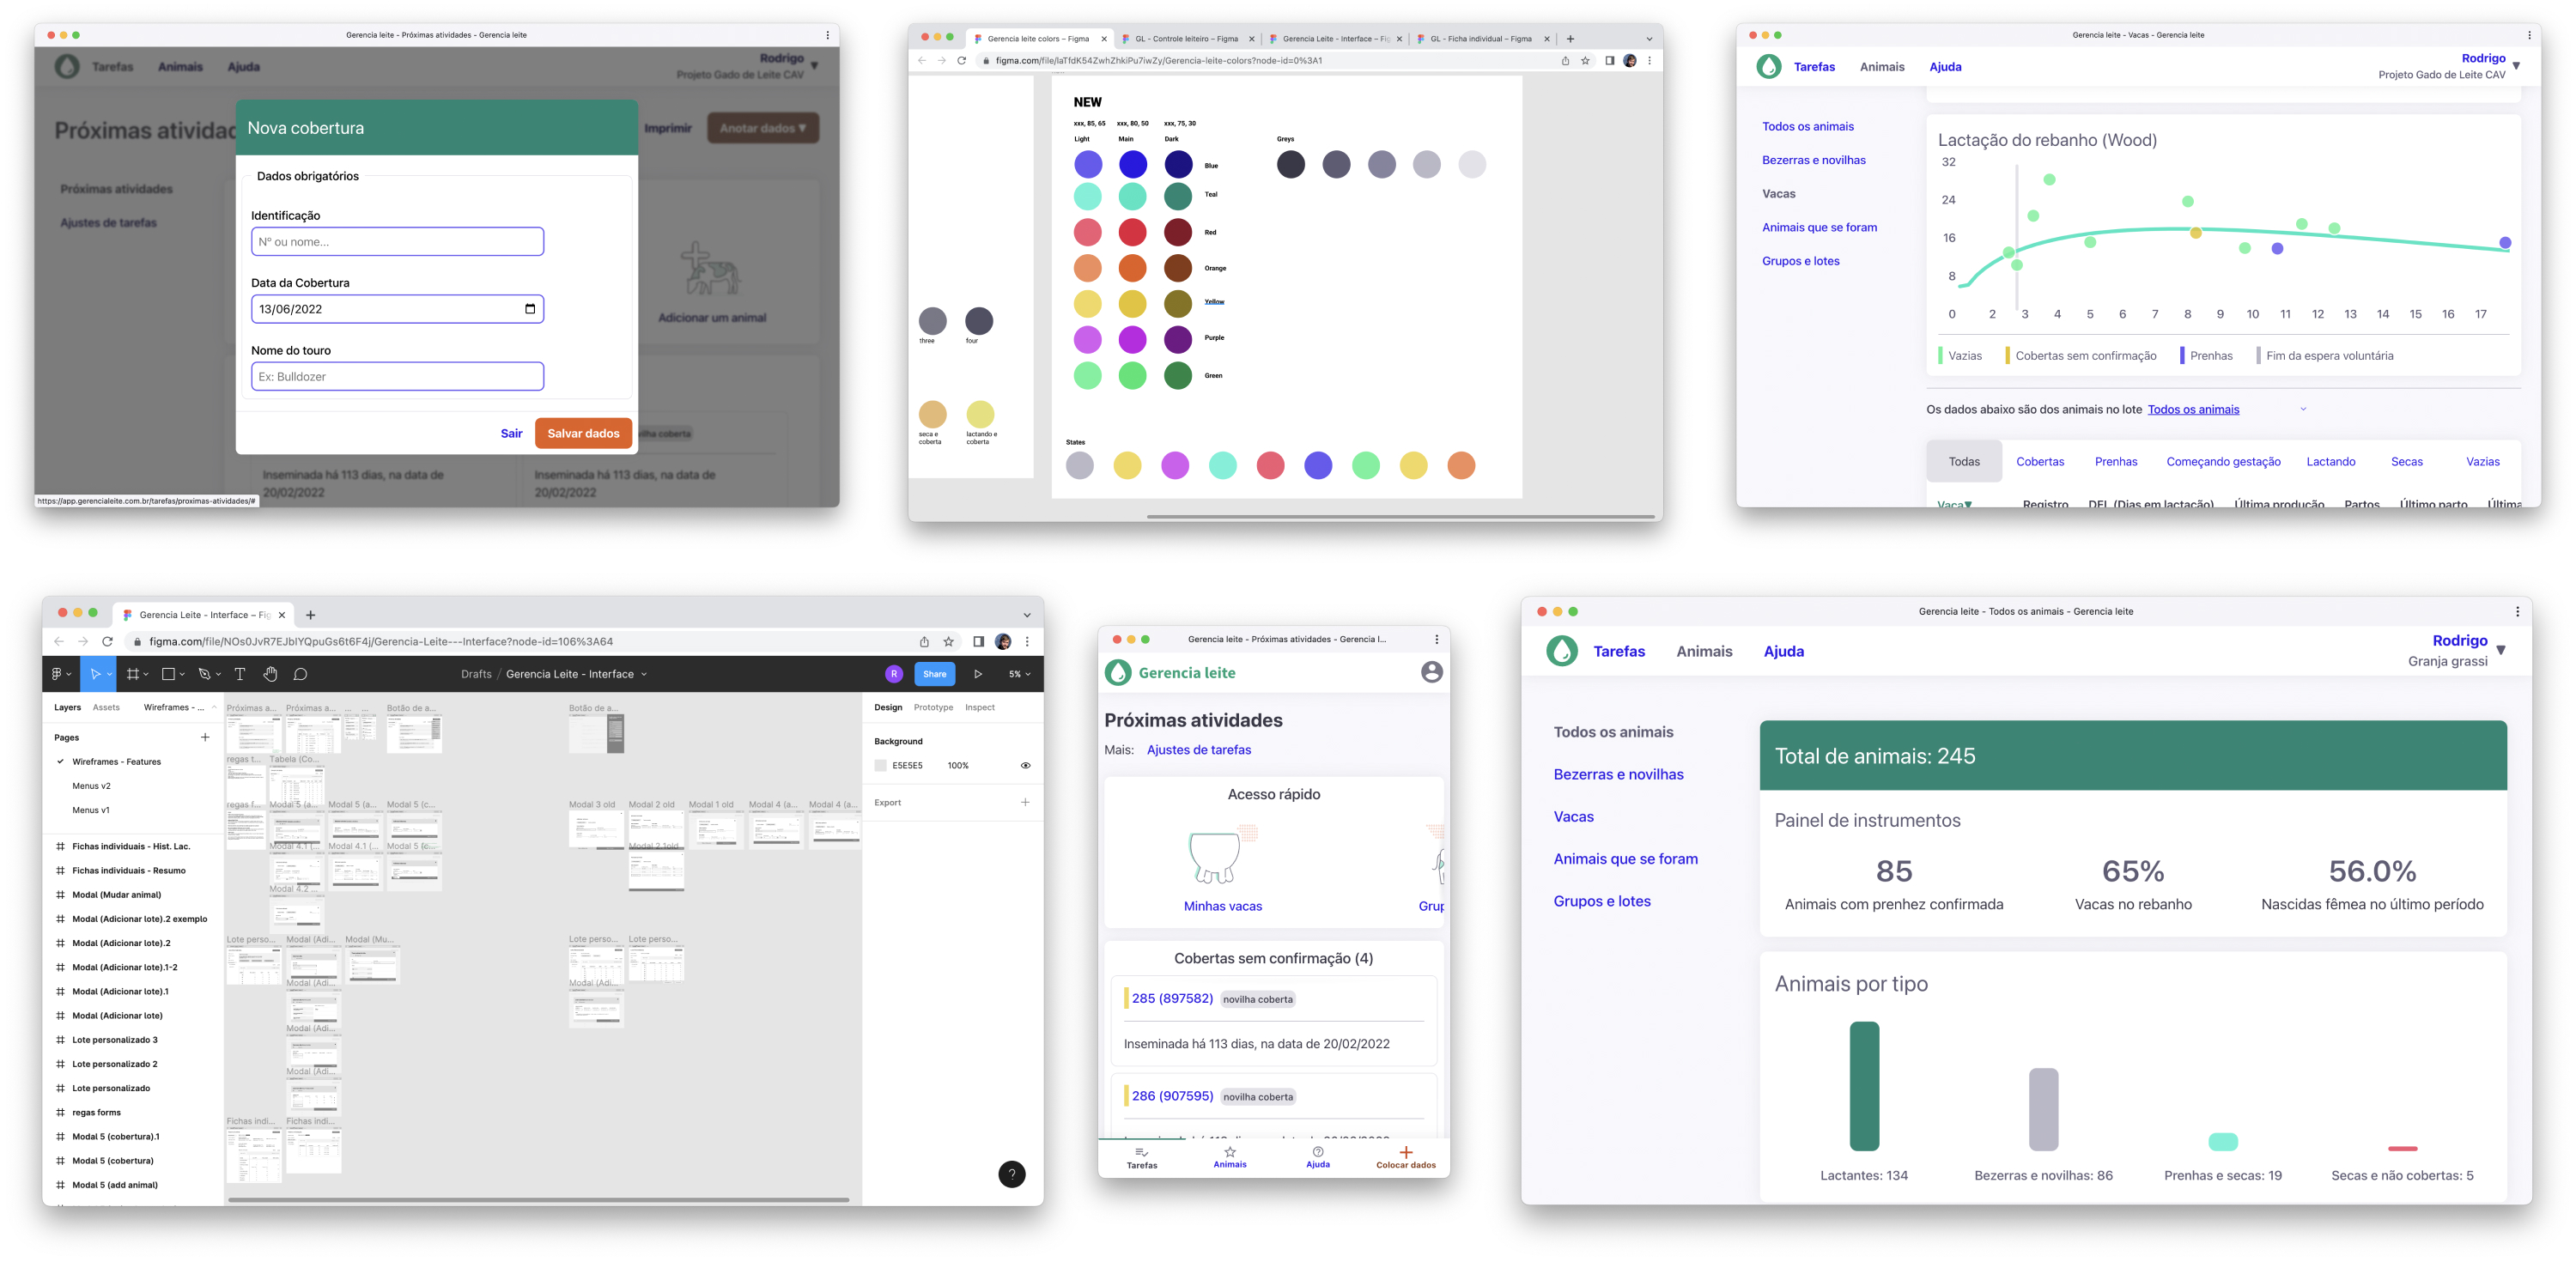 Gerencia leite - Próximas atividades - Gerencia leite
Tarefas Animais Ajuda
Rodrigo
Projeto Gado de Leite CAV
Imprimir Anotar dados
Próximas atividades
Ajustes de tarefas
Nova cobertura
Dados obrigatórios
Identificação
Nº ou nome...
Data da Cobertura
13/06/2022
Nome do touro
Ex: Bulldozer
Sair Salvar dados
Adicionar um animal
Inseminada há 113 dias, na data de
20/02/2022
Inseminada há 113 dias, na data de
20/02/2022
https://app.gerencialeite.com.br/tarefas/proximas-atividades/#
Gerencia leite colors – Figma
GL - Controle leiteiro – Figma
Gerencia Leite - Interface – Fig
GL - Ficha individual – Figma
figma.com/file/laTfdK54ZwhZhkiPu7iwZy/Gerencia-leite-colors?node-id=0%3A1
NEW
xxx, 85, 65 xxx, 80, 50 xxx, 75, 30
Light Main Dark
Greys
Blue
Teal
Red
Orange
Yellow
Purple
Green
three four
seca e
coberta
lactando e
coberta
States
Gerencia leite - Vacas - Gerencia leite
Tarefas Animais Ajuda
Rodrigo
Projeto Gado de Leite CAV
Todos os animais
Bezerras e novilhas
Vacas
Animais que se foram
Grupos e lotes
Lactação do rebanho (Wood)
32
24
16
8
0 2 3 4 5 6 7 8 9 10 11 12 13 14 15 16 17
Vazias Cobertas sem confirmação Prenhas Fim da espera voluntária
Os dados abaixo são dos animais no lote Todos os animais
Todas Cobertas Prenhas Começando gestação Lactando Secas Vazias
Vaca Registro DEL (Dias em lactação) Última produção Partos Último parto Última
Gerencia Leite - Interface – Fig
figma.com/file/NOs0JvR7EJblYQpuGs6t6F4j/Gerencia-Leite---Interface?node-id=106%3A64
Drafts / Gerencia Leite - Interface
R Share 5%
Layers Assets Wireframes - ...
Pages
Wireframes - Features
Menus v2
Menus v1
Fichas individuais - Hist. Lac.
Fichas individuais - Resumo
Modal (Mudar animal)
Modal (Adicionar lote).2 exemplo
Modal (Adicionar lote).2
Modal (Adicionar lote).1-2
Modal (Adicionar lote).1
Modal (Adicionar lote)
Lote personalizado 3
Lote personalizado 2
Lote personalizado
regas forms
Modal 5 (cobertura).1
Modal 5 (cobertura)
Modal 5 (add animal)
Próximas a... Próximas a... Botão de a... Botão de a...
regas t... Tabela (Co...
regas f... Modal 5 (a... Modal 5 (a... Modal 5 (c... Modal 3 old Modal 2 old Modal 1 old Modal 4 (a... Modal 4 (a...
Modal 4.1 (... Modal 4.1 (... Modal 5 (c... Modal 2.1old
Modal 4.2 ...
Lote perso... Modal (Adi... Modal (Mu... Lote perso... Lote perso...
Modal (Adi... Modal (Adi...
Modal (Adi...
Modal (Adi...
Fichas indi... Fichas indi...
Design Prototype Inspect
Background
E5E5E5 100%
Export
?
Gerencia leite - Próximas atividades - Gerencia l...
Gerencia leite
Próximas atividades
Mais: Ajustes de tarefas
Acesso rápido
Minhas vacas Grup
Cobertas sem confirmação (4)
285 (897582) novilha coberta
Inseminada há 113 dias, na data de 20/02/2022
286 (907595) novilha coberta
Tarefas Animais Ajuda Colocar dados
Gerencia leite - Todos os animais - Gerencia leite
Tarefas Animais Ajuda
Rodrigo
Granja grassi
Todos os animais
Bezerras e novilhas
Vacas
Animais que se foram
Grupos e lotes
Total de animais: 245
Painel de instrumentos
85 65% 56.0%
Animais com prenhez confirmada Vacas no rebanho Nascidas fêmea no último período
Animais por tipo
Lactantes: 134 Bezerras e novilhas: 86 Prenhas e secas: 19 Secas e não cobertas: 5